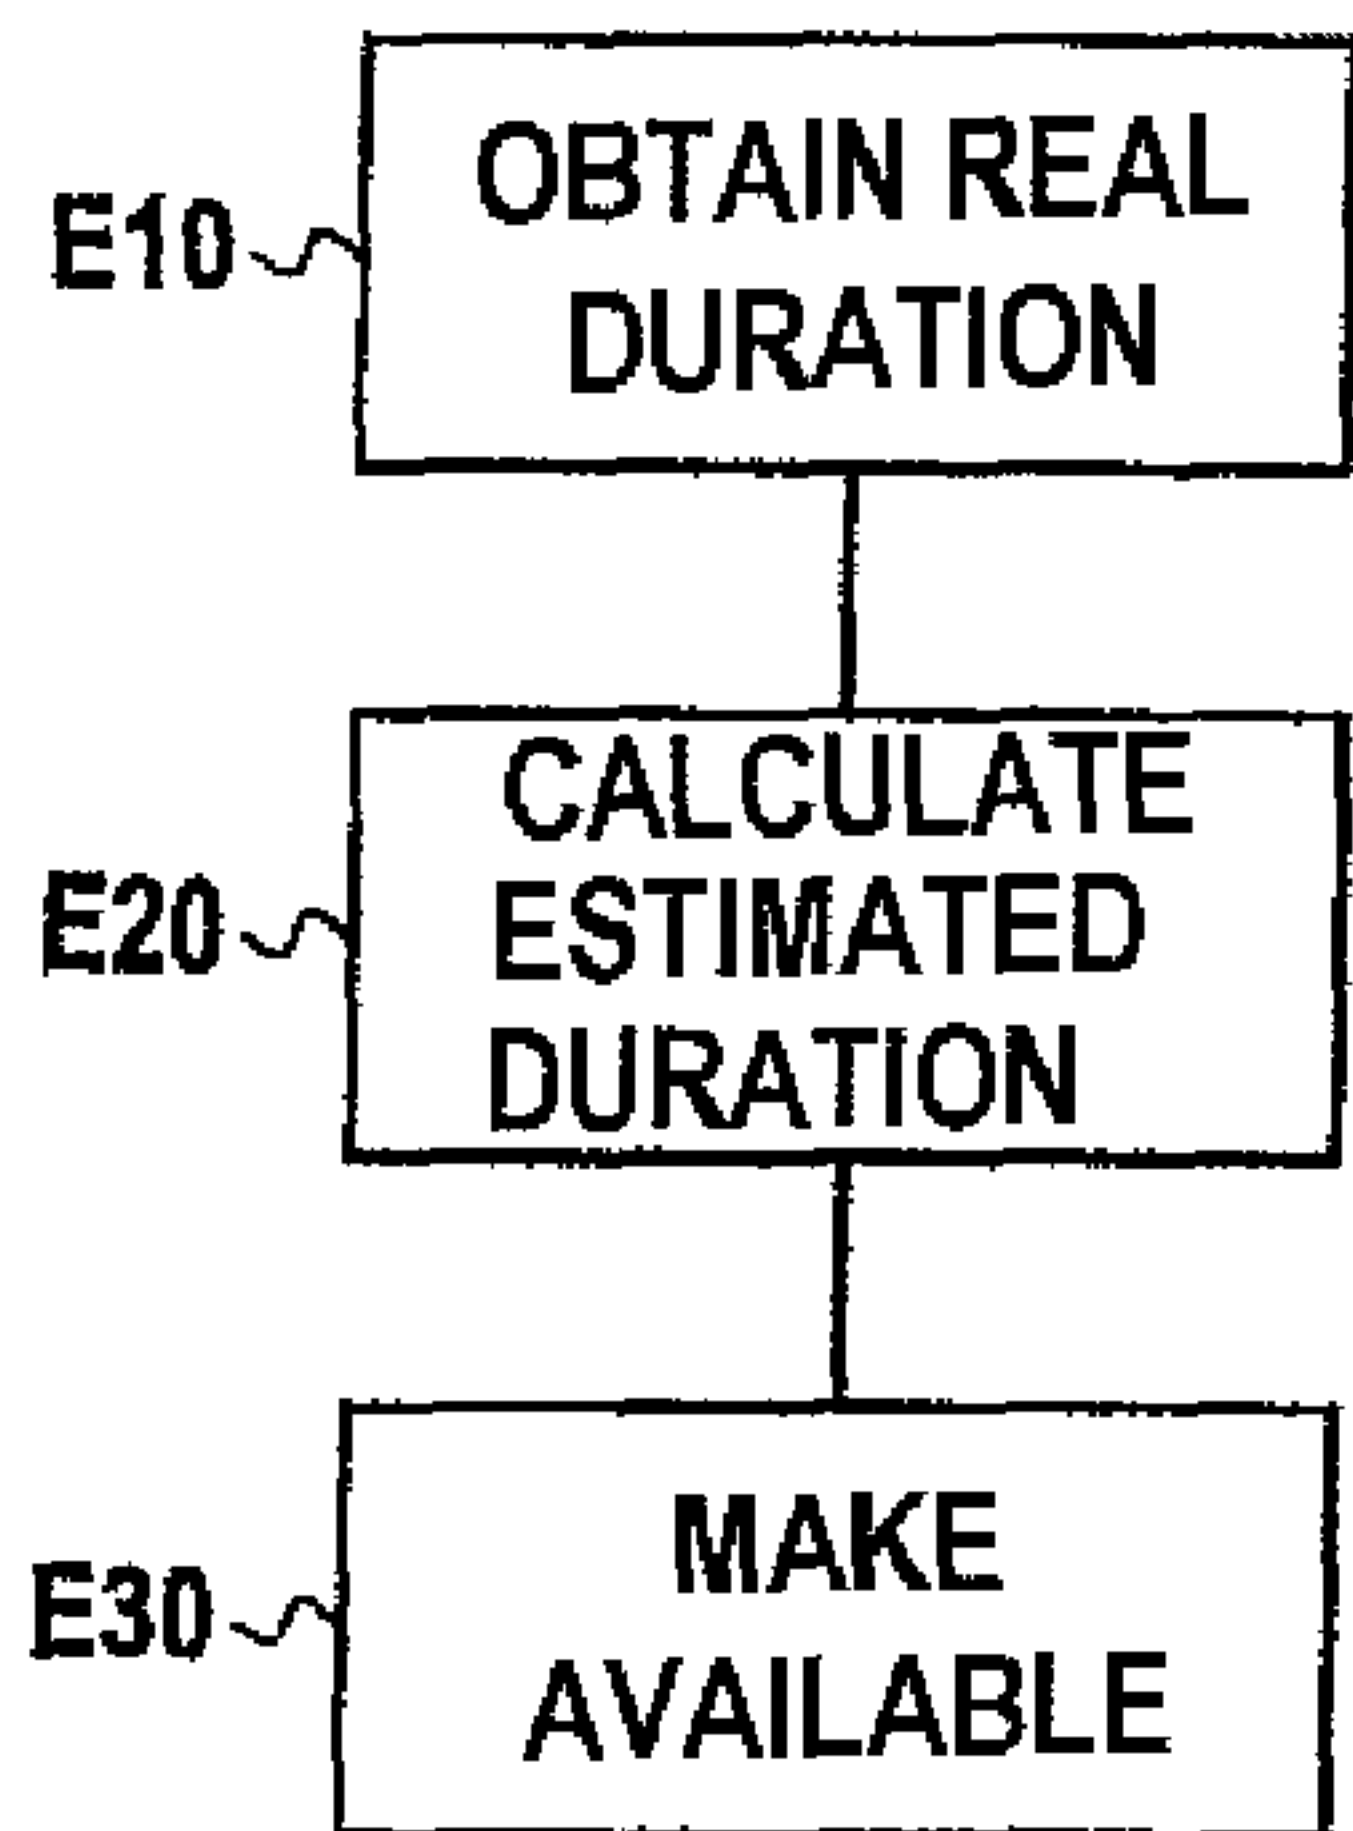 OBTAIN REAL
DURATION
E10
CALCULATE
ESTIMATED
DURATION
E20
MAKE
AVAILABLE
E30